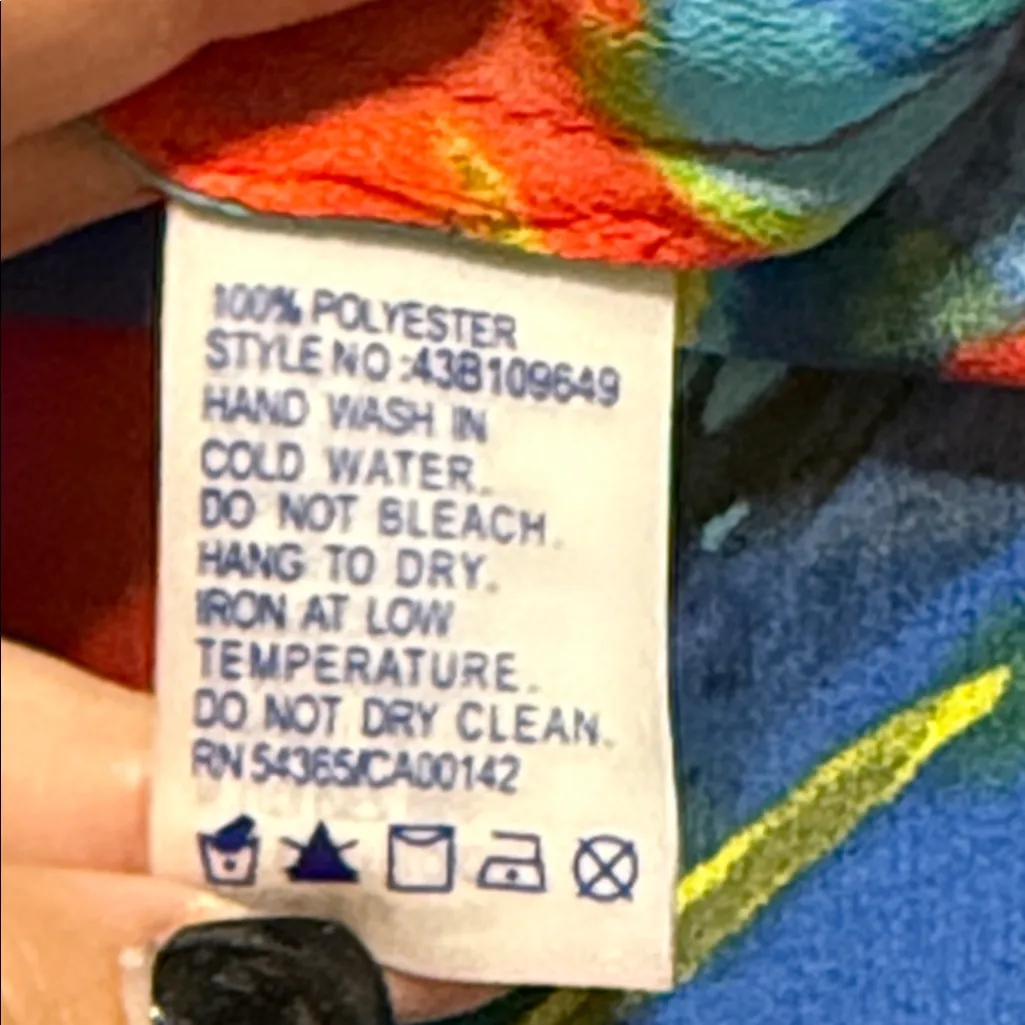 100% POLYESTER
STYLE NO :43B109649
HAND WASH IN
COLD WATER.
DO NOT BLEACH.
HANG TO DRY.
IRON AT LOW
TEMPERATURE.
DO NOT DRY CLEAN.
RN 54365/CA00142